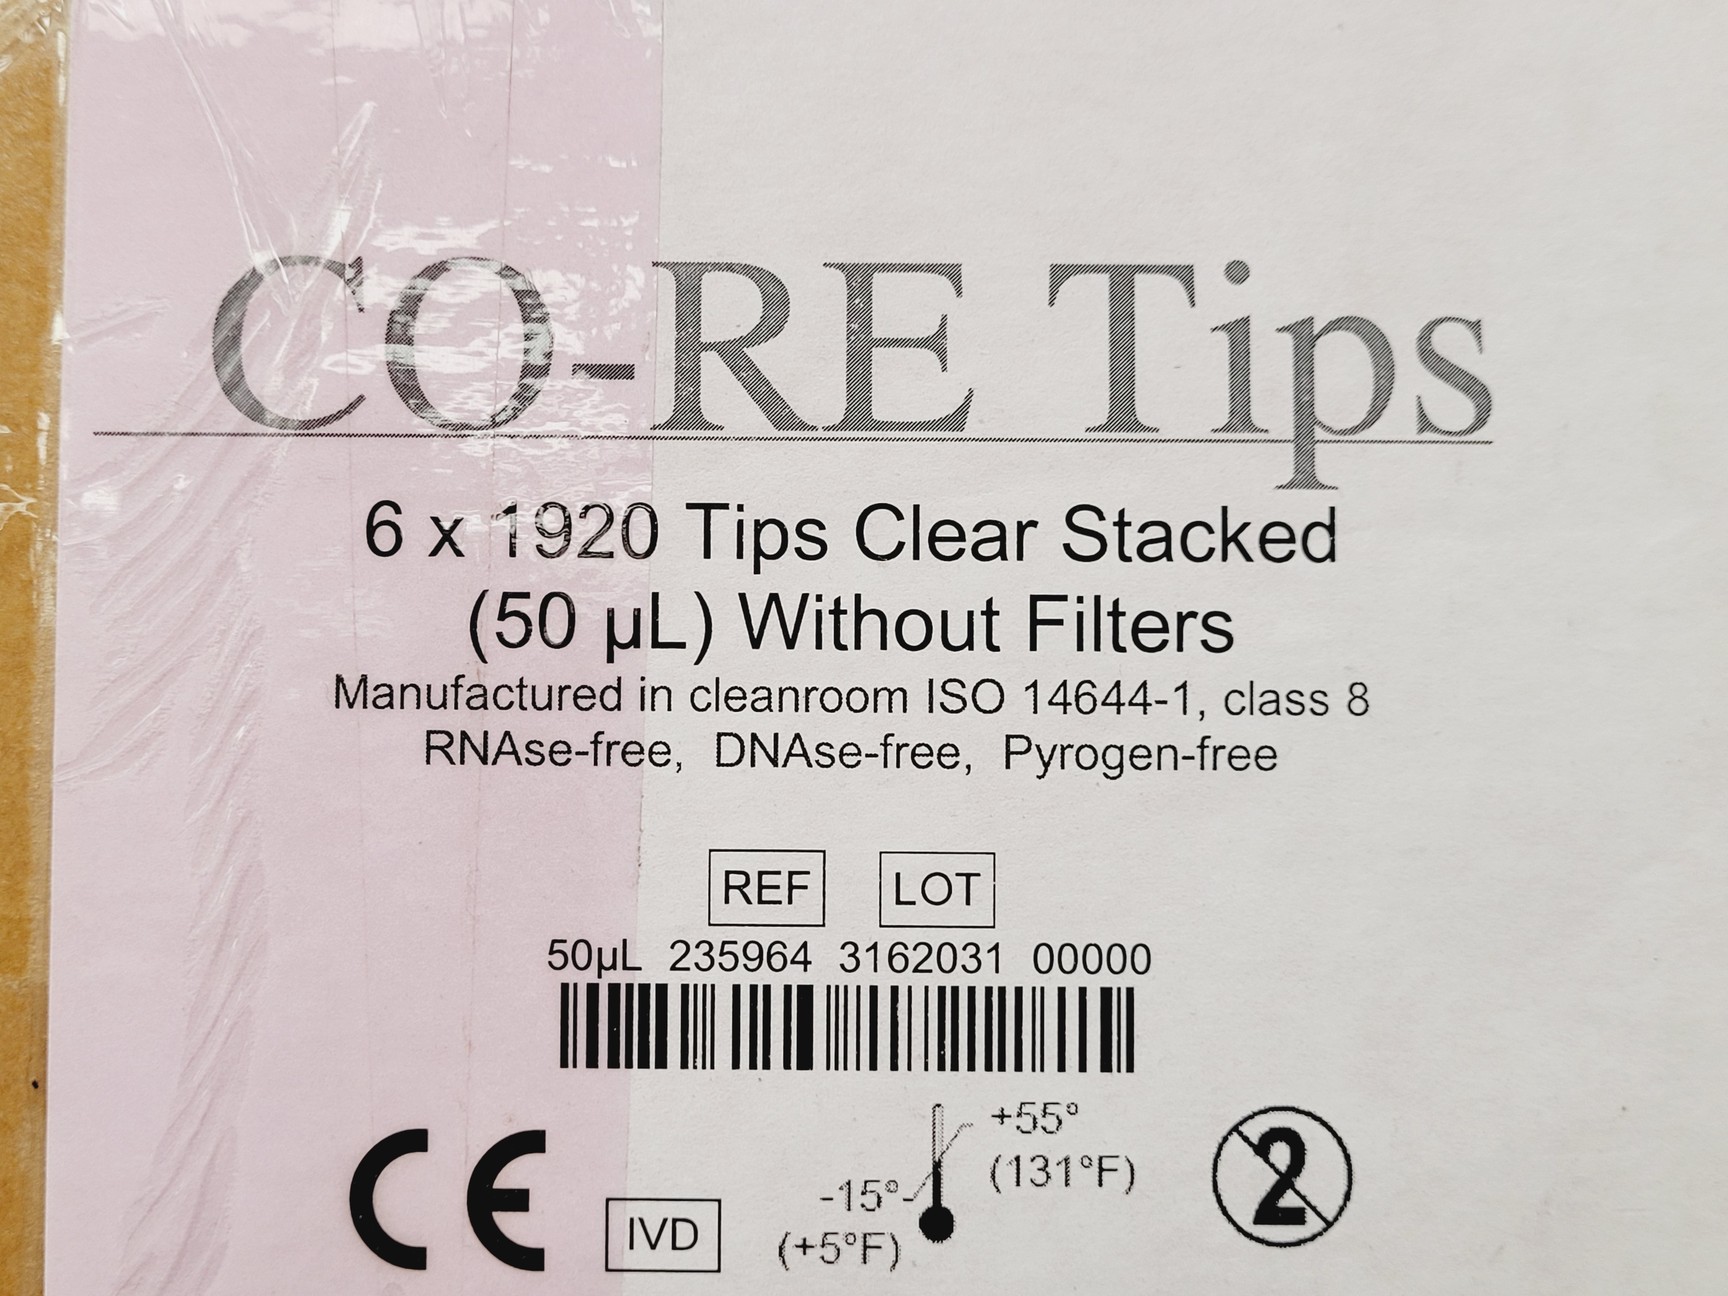 CO-RE Tips
6 x 1920 Tips Clear Stacked
(50 µL) Without Filters
Manufactured in cleanroom ISO 14644-1, class 8
RNAse-free, DNAse-free, Pyrogen-free
REF LOT
50µL 235964 3162031 00000
CE IVD -15° (+5°F) +55° (131°F) 2